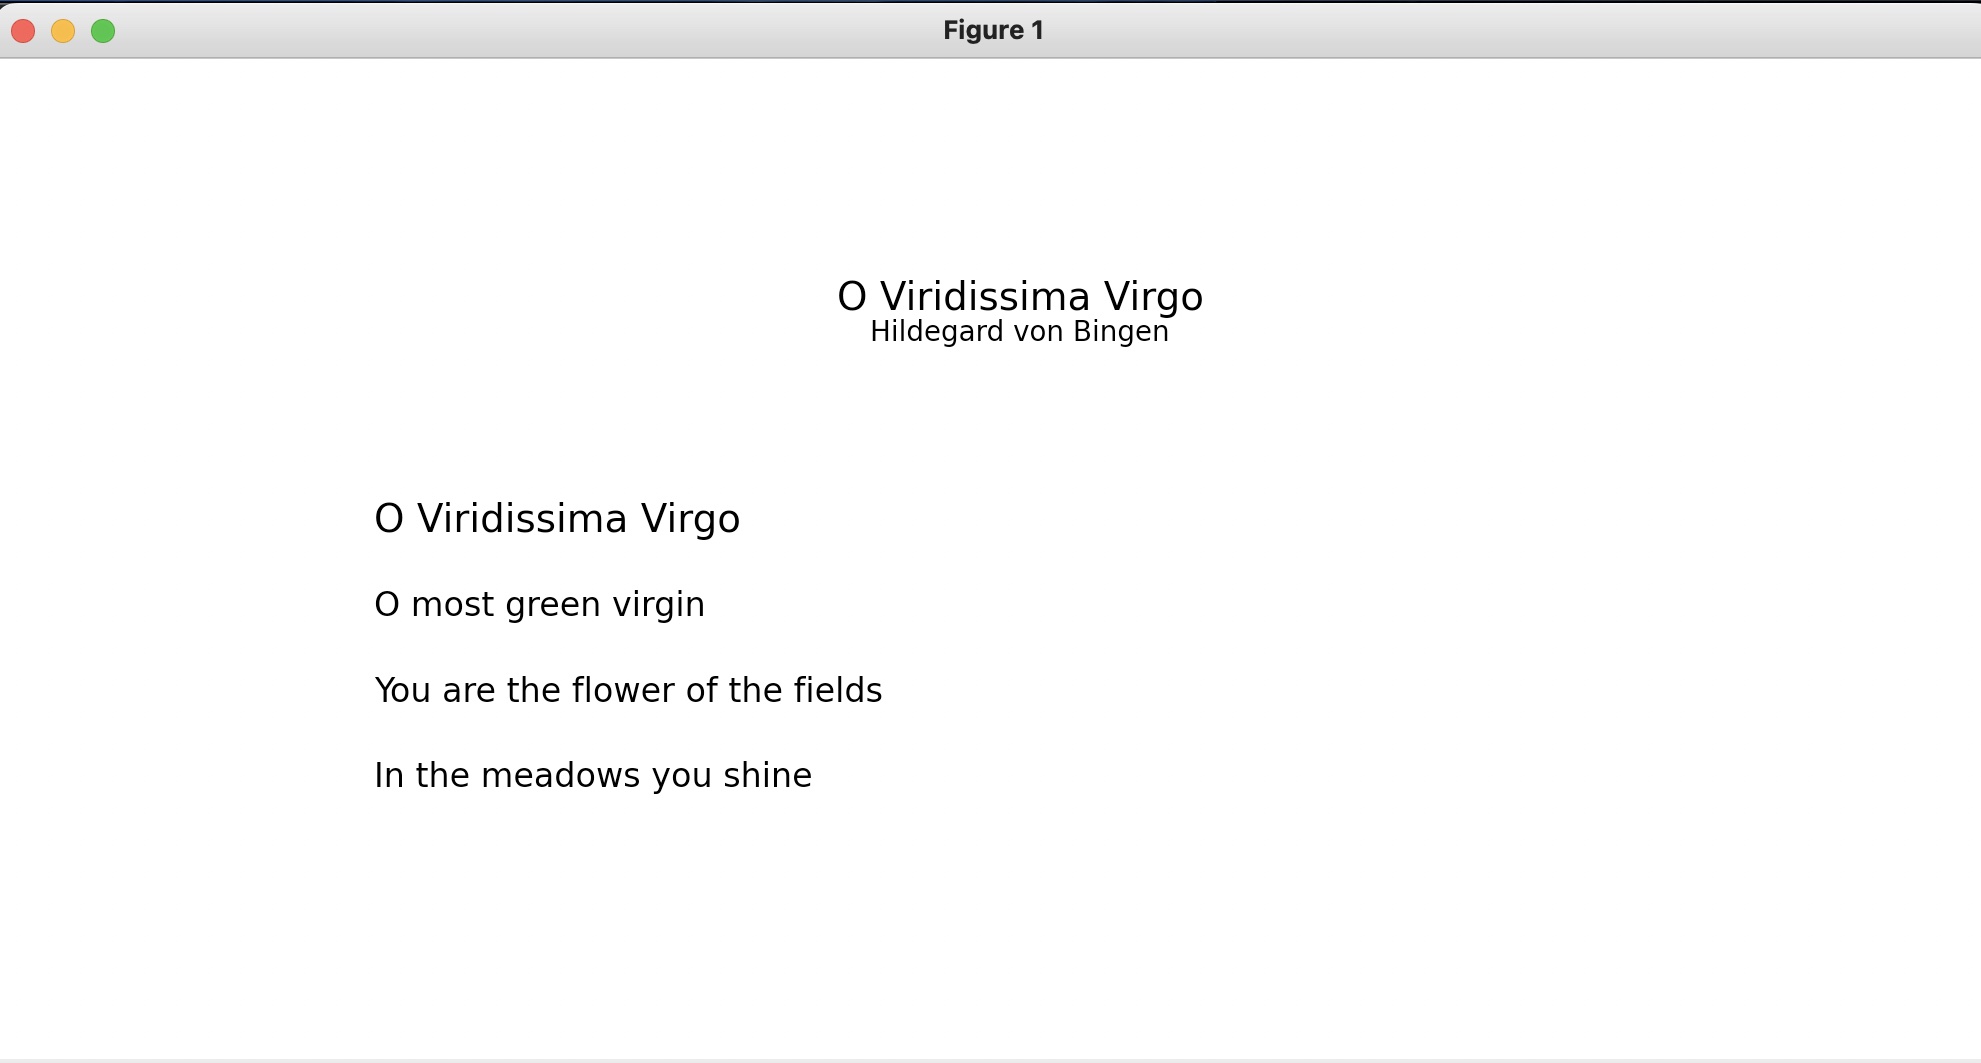 Figure 1
O Viridissima Virgo
Hildegard von Bingen
O Viridissima Virgo
O most green virgin
You are the flower of the fields
In the meadows you shine